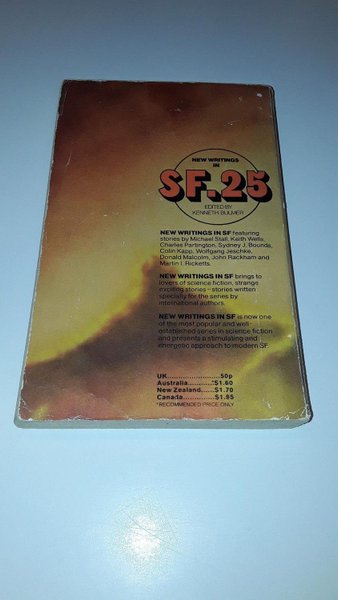 NEW WRITINGS
IN
SF.25
EDITED BY
KENNETH BULMER
NEW WRITINGS IN SF featuring
stories by Michael Stall, Keith Wells,
Charles Partington, Sydney J. Bounds,
Colin Kapp, Wolfgang Jeschke,
Donald Malcolm, John Rackham and
Martin I. Ricketts.
NEW WRITINGS IN SF brings to
lovers of science fiction, strange
exciting stories – stories written
specially for the series by
international authors.
NEW WRITINGS IN SF is now one
of the most popular and well-
established series in science fiction
and presents a stimulating and
energetic approach to modern SF.
UK.......................50p
Australia...........*$1.60
New Zealand......$1.70
Canada..............$1.95
*RECOMMENDED PRICE ONLY